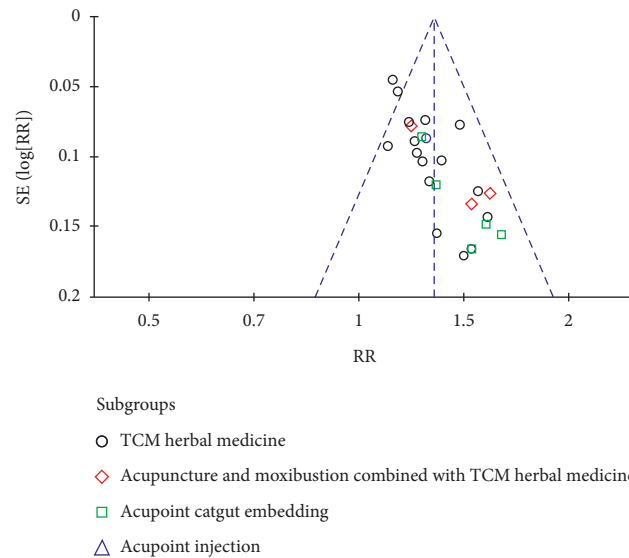 0
0.05
0.1
0.15
0.2
SE (log[RR])
0.5 0.7 1 1.5 2
RR
Subgroups
TCM herbal medicine
Acupuncture and moxibustion combined with TCM herbal medicine
Acupoint catgut embedding
Acupoint injection